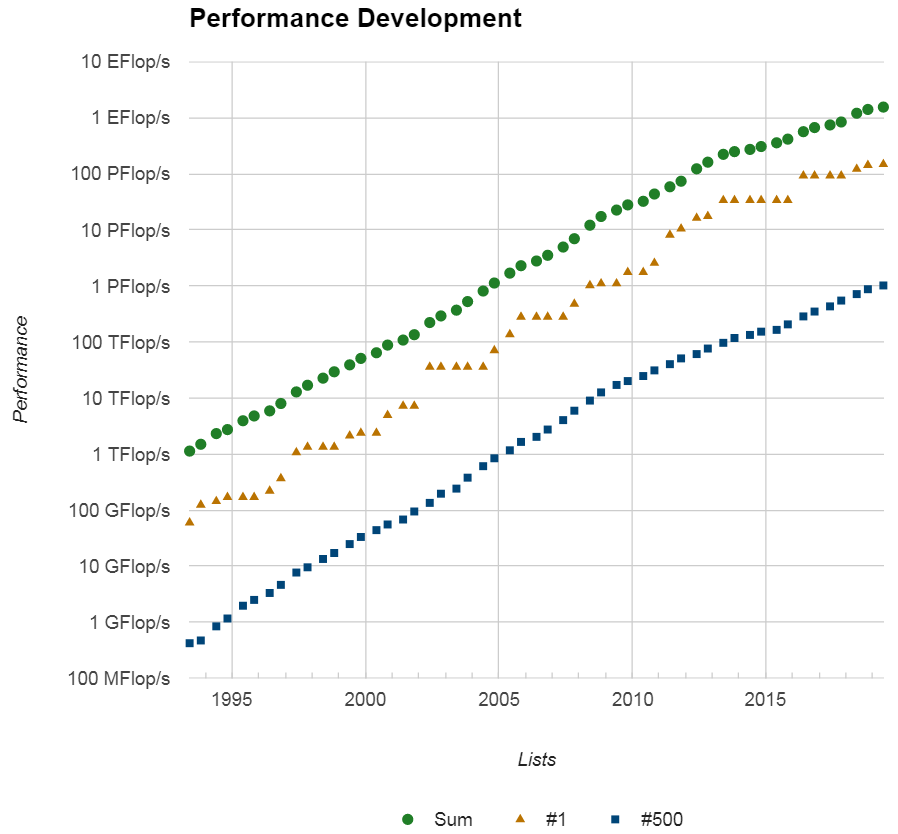 Performance Development
10 EFlop/s
1 EFlop/s
100 PFlop/s
10 PFlop/s
1 PFlop/s
100 TFlop/s
10 TFlop/s
1 TFlop/s
100 GFlop/s
10 GFlop/s
1 GFlop/s
100 MFlop/s
Performance
1995 2000 2005 2010 2015
Lists
Sum #1 #500